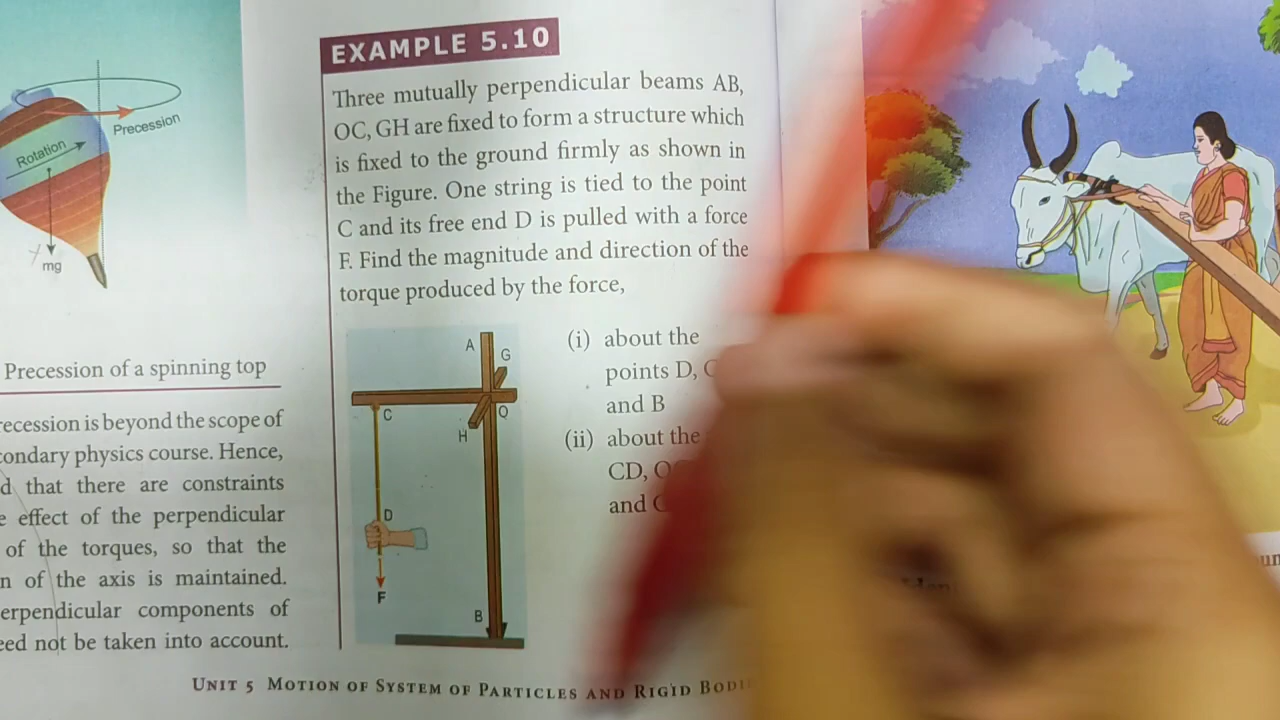 Precession
Rotation
mg
Precession of a spinning top
recession is beyond the scope of
condary physics course. Hence,
d that there are constraints
e effect of the perpendicular
of the torques, so that the
n of the axis is maintained.
erpendicular components of
eed not be taken into account.
EXAMPLE 5.10
Three mutually perpendicular beams AB,
OC, GH are fixed to form a structure which
is fixed to the ground firmly as shown in
the Figure. One string is tied to the point
C and its free end D is pulled with a force
F. Find the magnitude and direction of the
torque produced by the force,
A
G
C
O
H
D
F
B
(i) about the
points D,
and B
(ii) about the
CD,
and
UNIT 5 MOTION OF SYSTEM OF PARTICLES AND RIGID